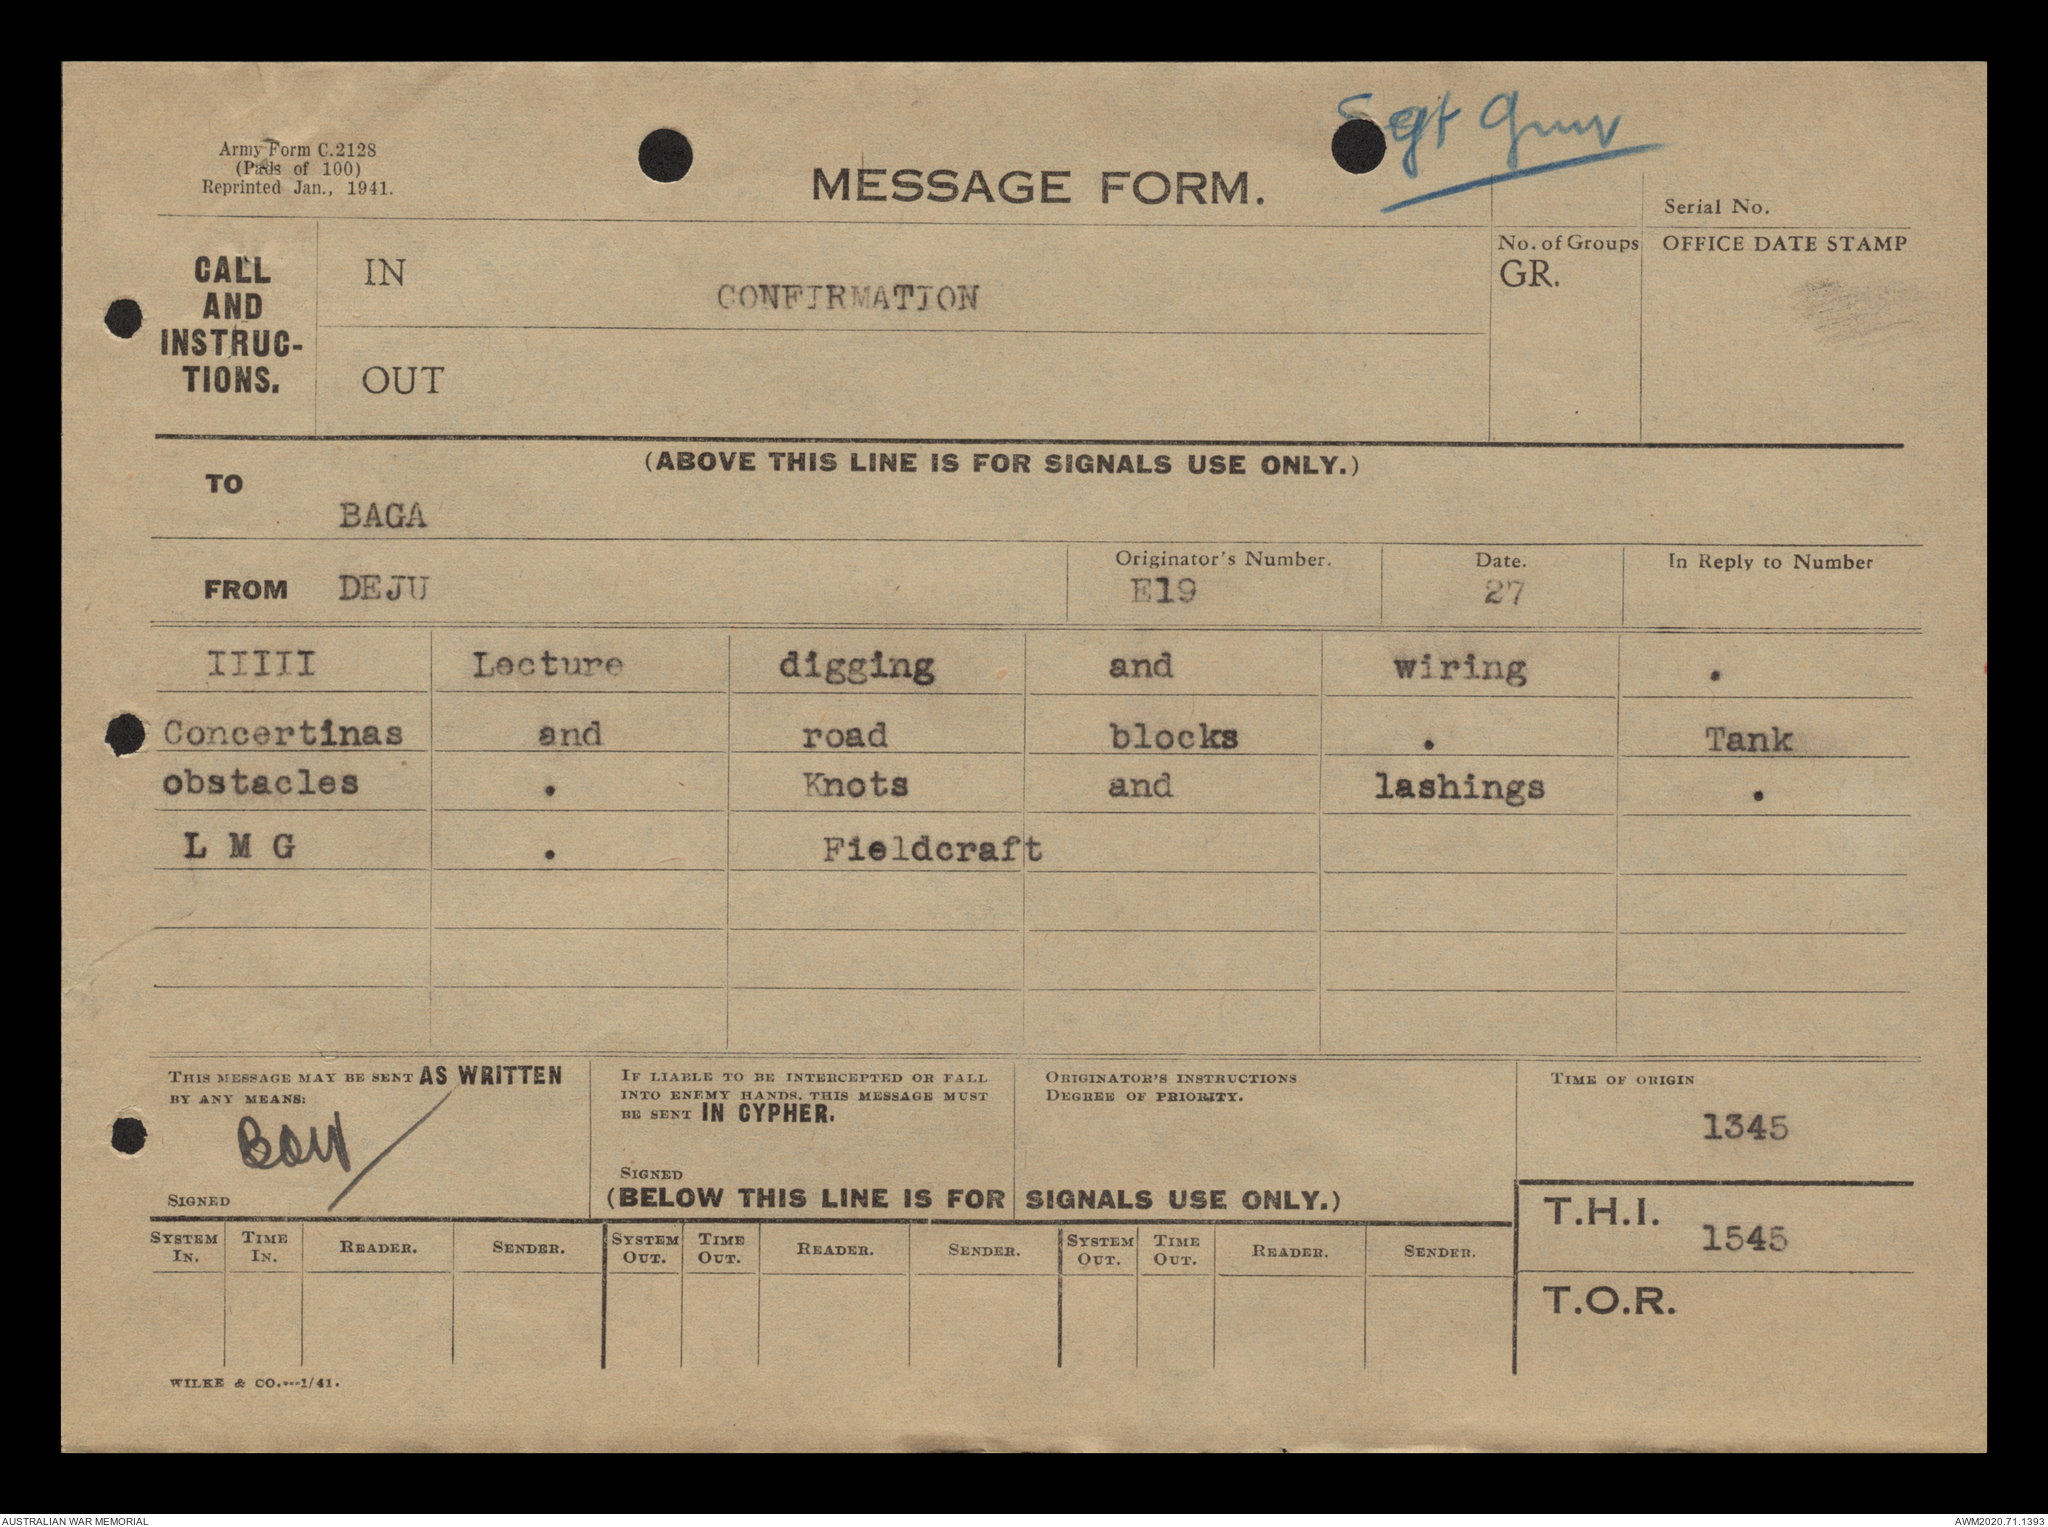 Sgt
Army Form C.2128
(Pads of 100)
Reprinted Jan., 1941.
MESSAGE FORM.
Serial No.
CALL AND INSTRUC- TIONS.
IN
CONFIRMATION
OUT
No. of Groups
GR.
OFFICE DATE STAMP
(ABOVE THIS LINE IS FOR SIGNALS USE ONLY.)
TO
BAGA
FROM DEJU
Originator's Number.
E19
Date.
27
In Reply to Number
IIIII Lecture digging and wiring .
Concertinas and road blocks . Tank
obstacles . Knots and lashings .
L M G . Fieldcraft
THIS MESSAGE MAY BE SENT AS WRITTEN
BY ANY MEANS:
SIGNED
IF LIABLE TO BE INTERCEPTED OR FALL
INTO ENEMY HANDS, THIS MESSAGE MUST
BE SENT IN CYPHER.
SIGNED
ORIGINATOR'S INSTRUCTIONS
DEGREE OF PRIORITY.
TIME OF ORIGIN
1345
(BELOW THIS LINE IS FOR SIGNALS USE ONLY.)
T.H.I.
1545
T.O.R.
SYSTEM IN. TIME IN. READER. SENDER. SYSTEM OUT. TIME OUT. READER. SENDER. SYSTEM OUT. TIME OUT. READER. SENDER.
WILKE & CO.---1/41.
AUSTRALIAN WAR MEMORIAL
AWM2020.71.1393